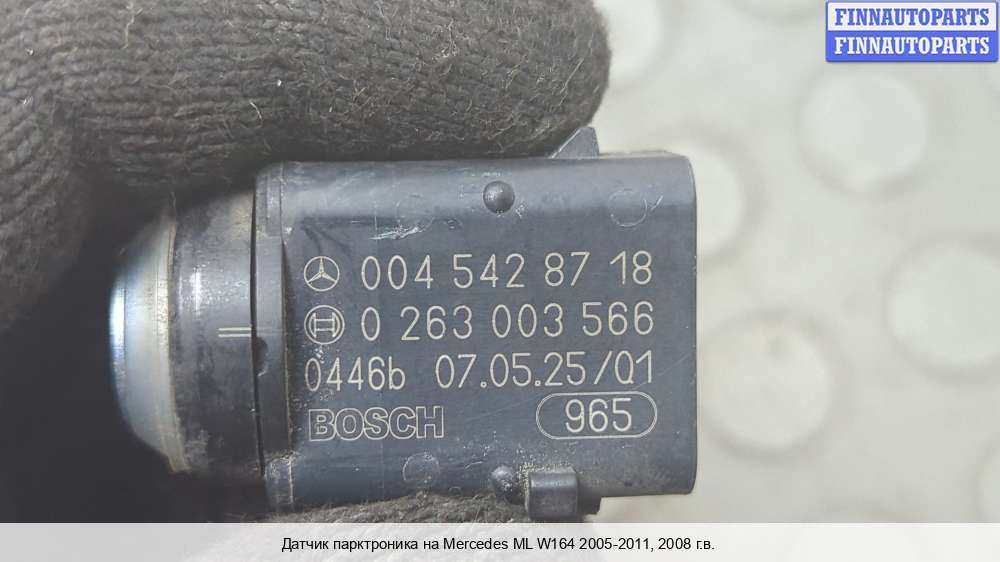 FINNAUTOPARTS
FINNAUTOPARTS
004 542 87 18
0 263 003 566
0446b 07.05.25/01
BOSCH 965
Датчик парктроника на Mercedes ML W164 2005-2011, 2008 г.в.